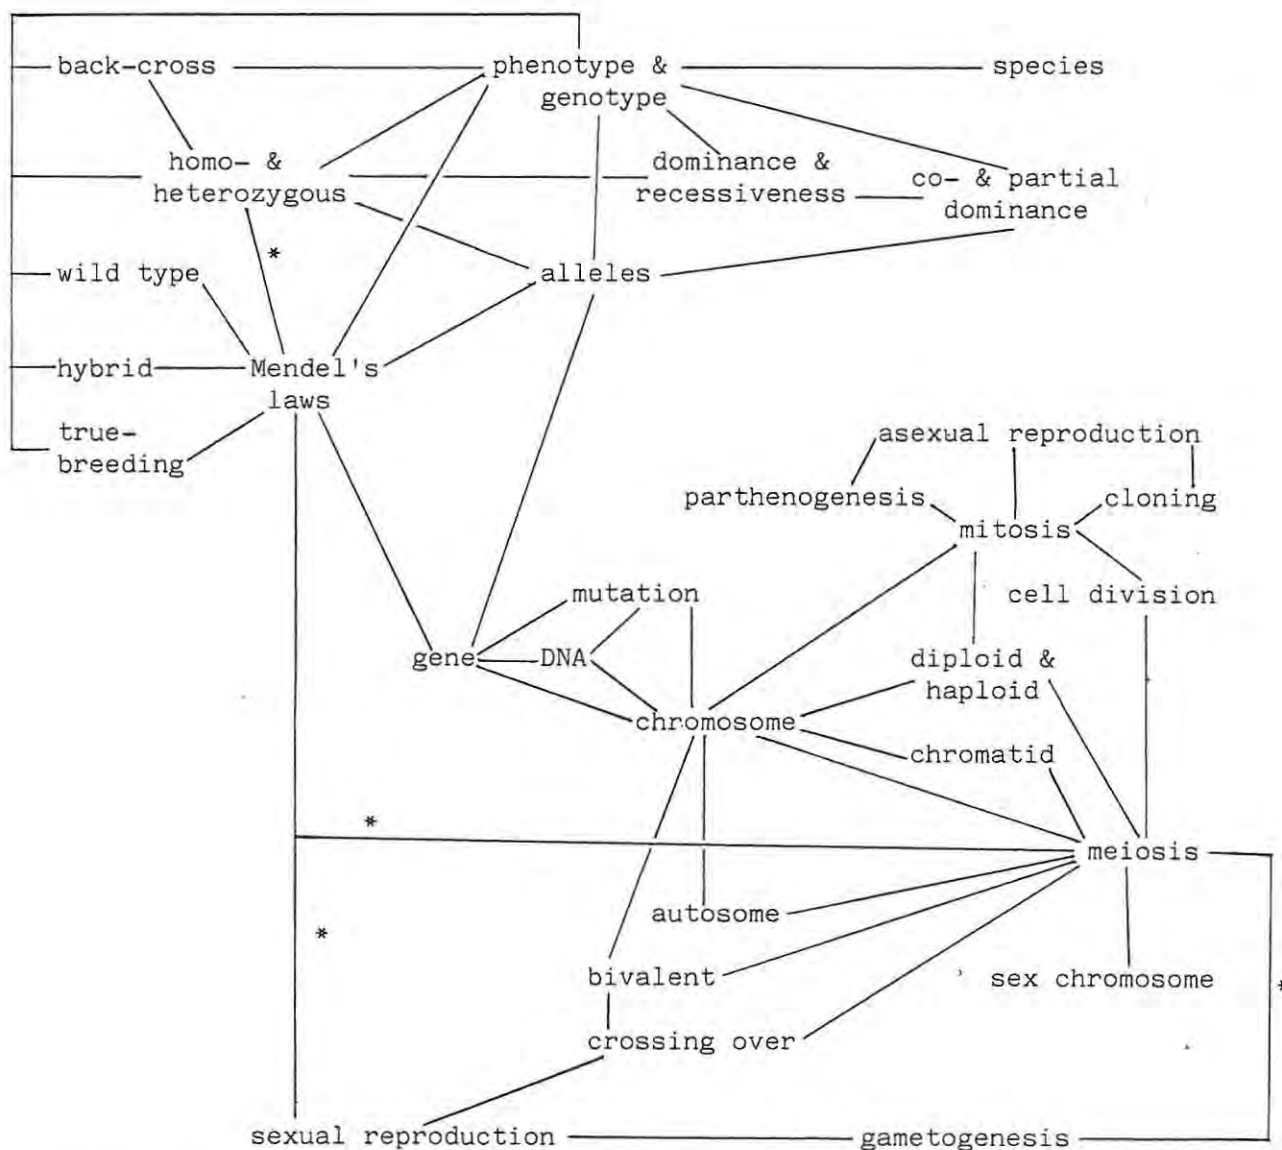 back-cross
phenotype &
genotype
species
homo- &
heterozygous
dominance &
recessiveness
co- & partial
dominance
*
wild type
alleles
hybrid
Mendel's
laws
true-
breeding
asexual reproduction
parthenogenesis
cloning
mitosis
mutation
cell division
gene
DNA
diploid &
haploid
chromosome
chromatid
*
meiosis
autosome
*
bivalent
sex chromosome
*
crossing over
sexual reproduction
gametogenesis